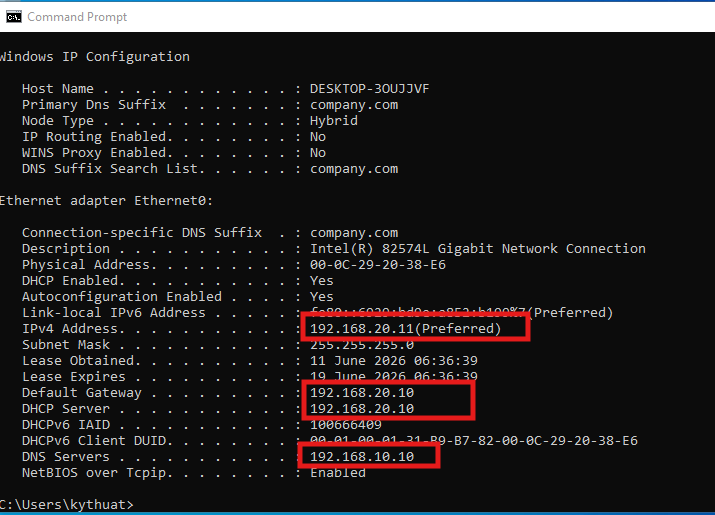 Command Prompt
Windows IP Configuration
Host Name . . . . . . . . . . . . : DESKTOP-3OUJJVF
Primary Dns Suffix . . . . . . . : company.com
Node Type . . . . . . . . . . . . : Hybrid
IP Routing Enabled. . . . . . . . : No
WINS Proxy Enabled. . . . . . . . : No
DNS Suffix Search List. . . . . . : company.com
Ethernet adapter Ethernet0:
Connection-specific DNS Suffix . : company.com
Description . . . . . . . . . . . : Intel(R) 82574L Gigabit Network Connection
Physical Address. . . . . . . . . : 00-0C-29-20-38-E6
DHCP Enabled. . . . . . . . . . . : Yes
Autoconfiguration Enabled . . . . : Yes
Link-local IPv6 Address . . . . . : (Preferred)
IPv4 Address. . . . . . . . . . . : 192.168.20.11(Preferred)
Subnet Mask . . . . . . . . . . . : 255.255.255.0
Lease Obtained. . . . . . . . . . : 11 June 2026 06:36:39
Lease Expires . . . . . . . . . . : 19 June 2026 06:36:39
Default Gateway . . . . . . . . . : 192.168.20.10
DHCP Server . . . . . . . . . . . : 192.168.20.10
DHCPv6 IAID . . . . . . . . . . . : 100666409
DHCPv6 Client DUID. . . . . . . . : 00-01-00-01-31-B9-B7-82-00-0C-29-20-38-E6
DNS Servers . . . . . . . . . . . : 192.168.10.10
NetBIOS over Tcpip. . . . . . . . : Enabled
C:\Users\kythuat>